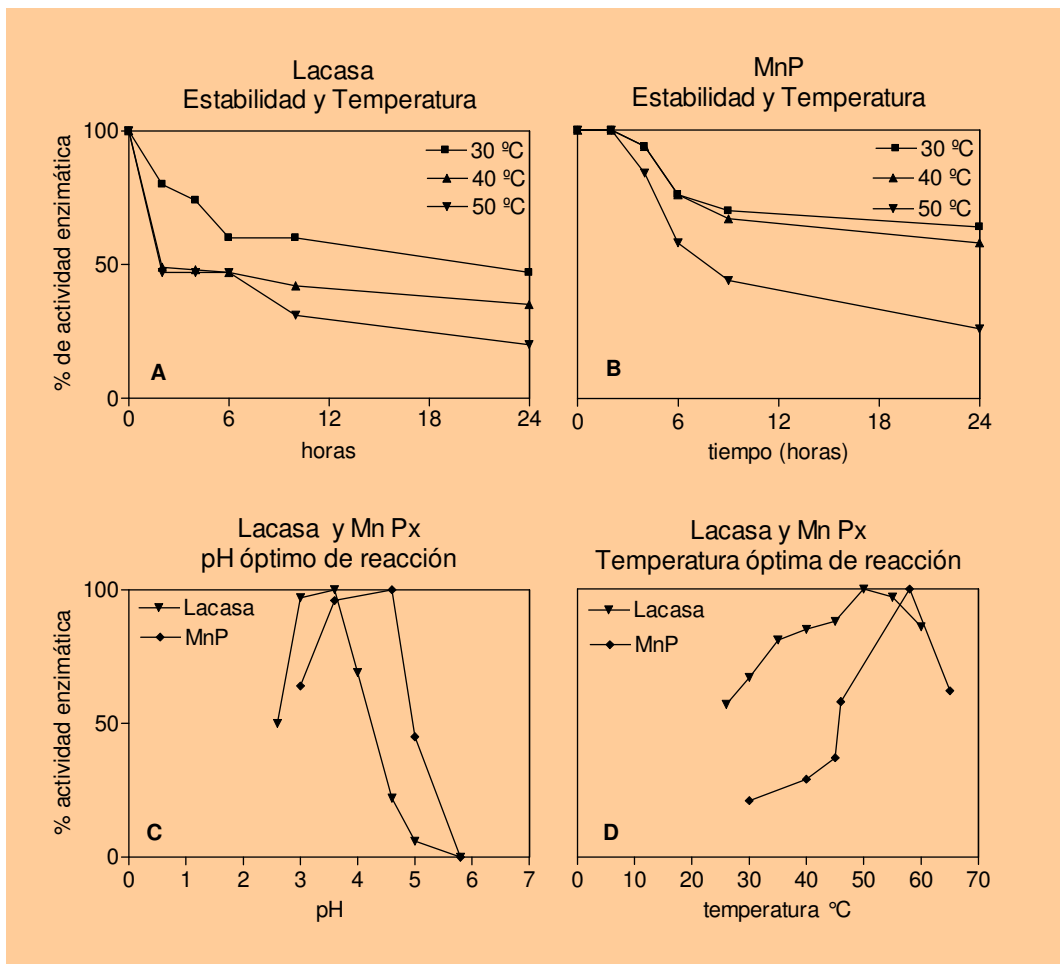 Lacasa
Estabilidad y Temperatura
% de actividad enzimática
100
50
0
30 ºC
40 ºC
50 ºC
A
0 6 12 18 24
horas
MnP
Estabilidad y Temperatura
30 ºC
40 ºC
50 ºC
B
0 6 12 18 24
tiempo (horas)
Lacasa y Mn Px
pH óptimo de reacción
% actividad enzimática
100
50
0
Lacasa
MnP
C
0 1 2 3 4 5 6 7
pH
Lacasa y Mn Px
Temperatura óptima de reacción
Lacasa
MnP
D
0 10 20 30 40 50 60 70
temperatura °C